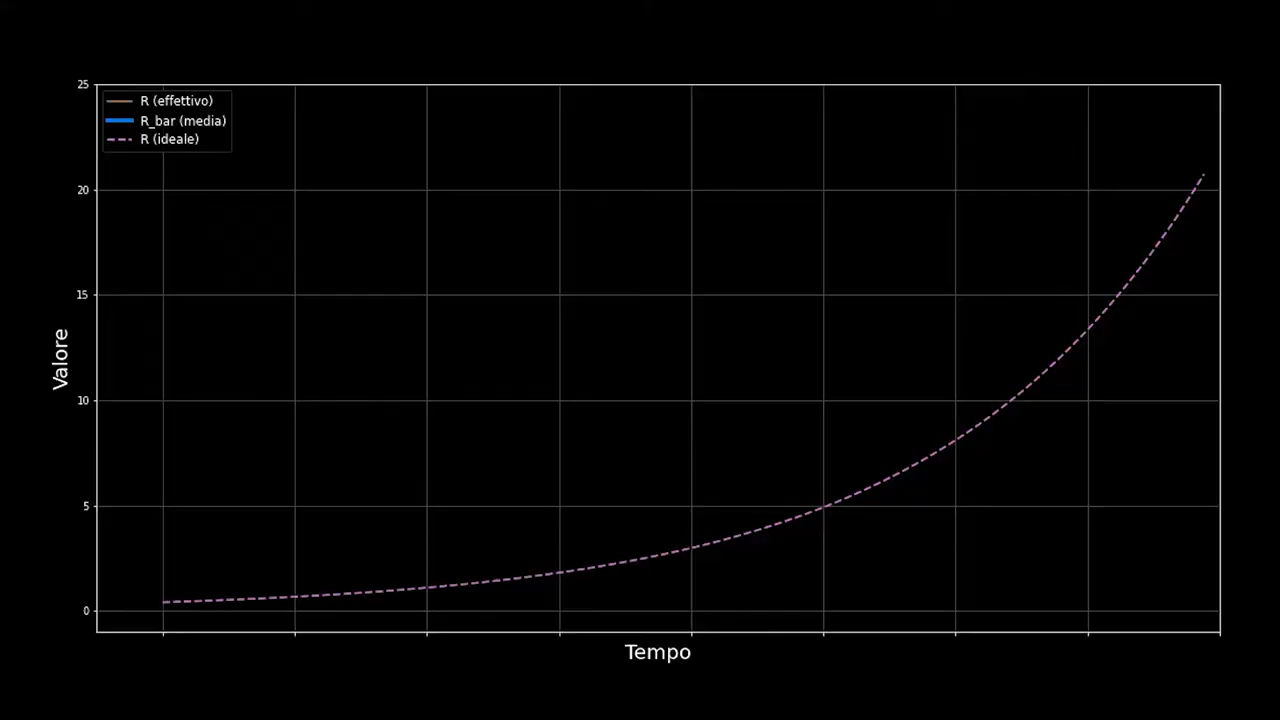 25
R (effettivo)
R_bar (media)
R (ideale)
20
15
Valore
10
5
0
Tempo